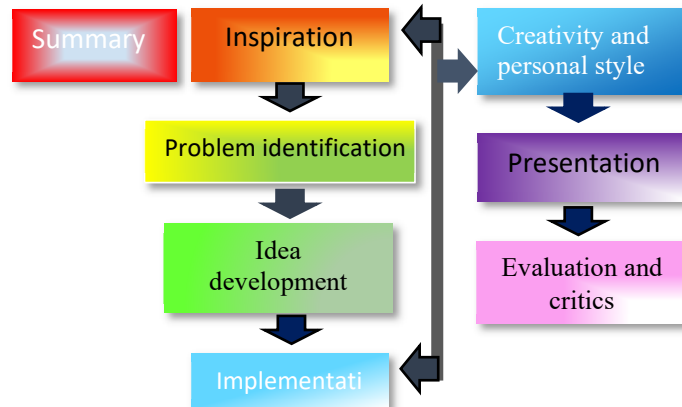 Summary
Inspiration
Problem identification
Idea
development
Implementati
Creativity and
personal style
Presentation
Evaluation and
critics